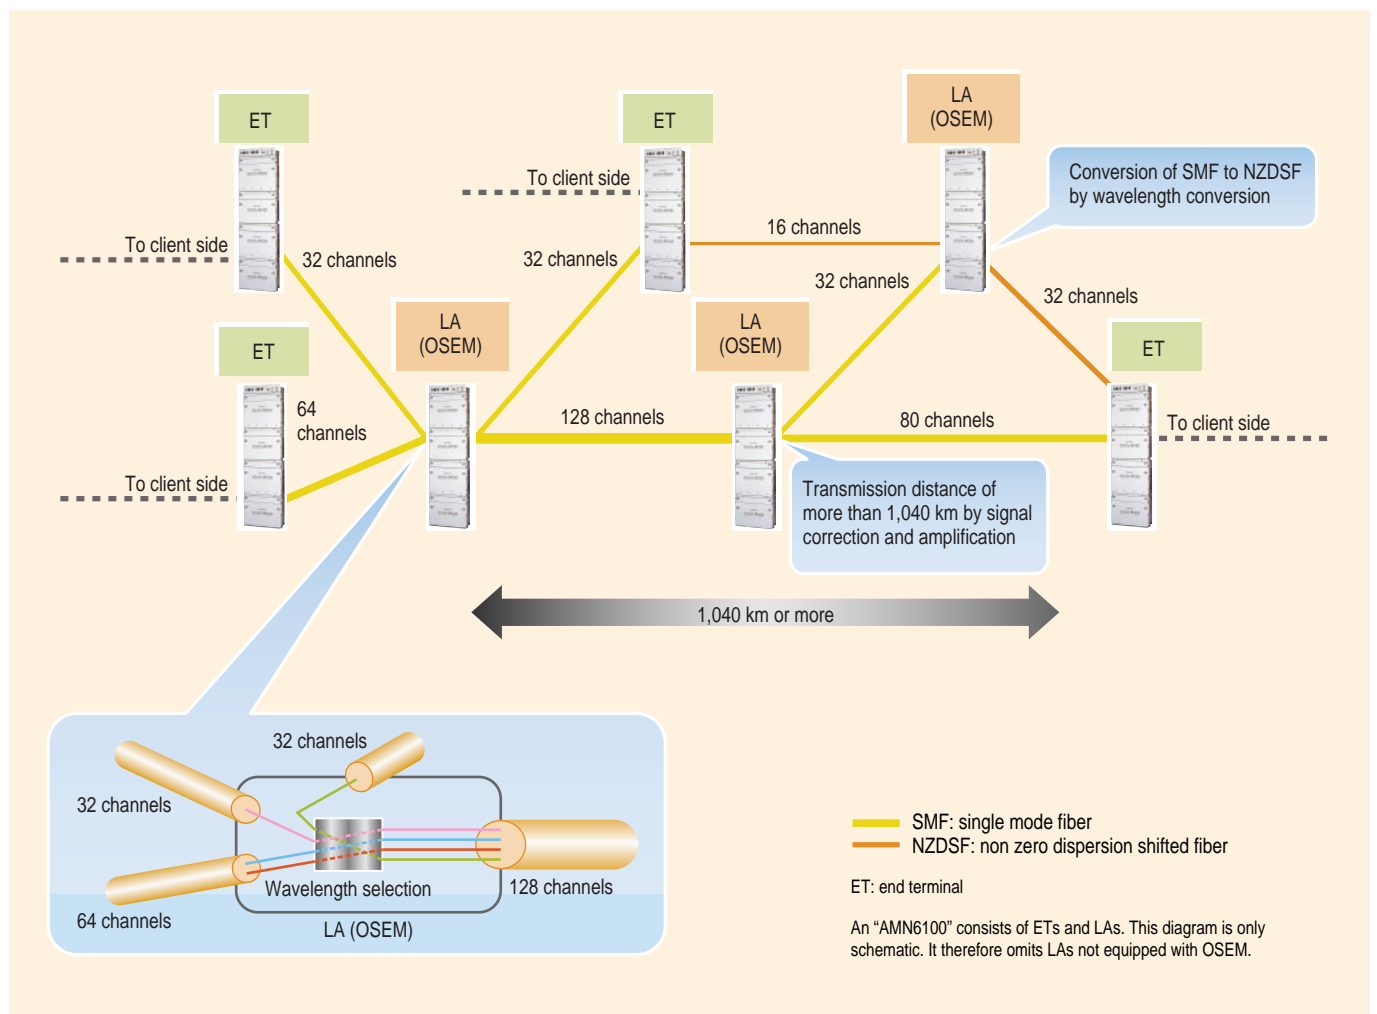 ET
ET
LA
(OSEM)
To client side
Conversion of SMF to NZDSF
by wavelength conversion
To client side
32 channels
32 channels
16 channels
32 channels
32 channels
ET
LA
(OSEM)
LA
(OSEM)
ET
64
channels
128 channels
80 channels
To client side
To client side
Transmission distance of
more than 1,040 km by signal
correction and amplification
1,040 km or more
32 channels
32 channels
64 channels
Wavelength selection
128 channels
LA (OSEM)
SMF: single mode fiber
NZDSF: non zero dispersion shifted fiber
ET: end terminal
An “AMN6100” consists of ETs and LAs. This diagram is only
schematic. It therefore omits LAs not equipped with OSEM.